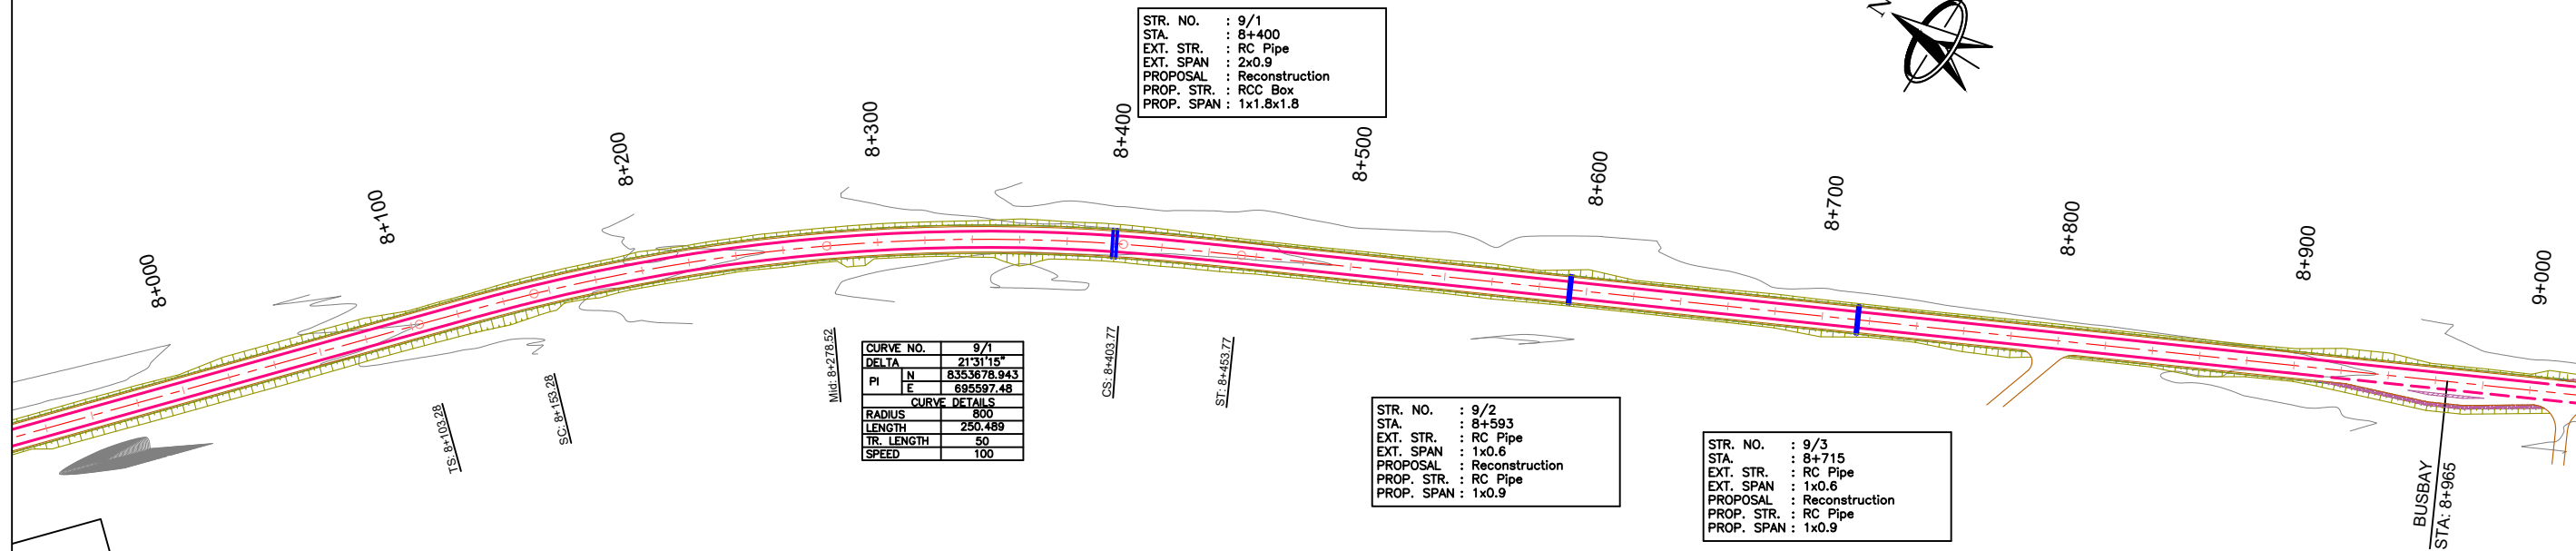 STR. NO. : 9/1
STA. : 8+400
EXT. STR. : RC Pipe
EXT. SPAN : 2x0.9
PROPOSAL : Reconstruction
PROP. STR. : RCC Box
PROP. SPAN : 1x1.8x1.8
N
8+000
8+100
8+200
8+300
8+400
8+500
8+600
8+700
8+800
8+900
9+000
TS: 8+103.28
SC: 8+153.28
Mid: 8+278.52
CS: 8+403.77
ST: 8+453.77
CURVE NO. 9/1
DELTA 21°31'15"
PI N 8353678.943
E 695597.48
CURVE DETAILS
RADIUS 800
LENGTH 250.489
TR. LENGTH 50
SPEED 100
STR. NO. : 9/2
STA. : 8+593
EXT. STR. : RC Pipe
EXT. SPAN : 1x0.6
PROPOSAL : Reconstruction
PROP. STR. : RC Pipe
PROP. SPAN : 1x0.9
STR. NO. : 9/3
STA. : 8+715
EXT. STR. : RC Pipe
EXT. SPAN : 1x0.6
PROPOSAL : Reconstruction
PROP. STR. : RC Pipe
PROP. SPAN : 1x0.9
BUSBAY
STA: 8+965